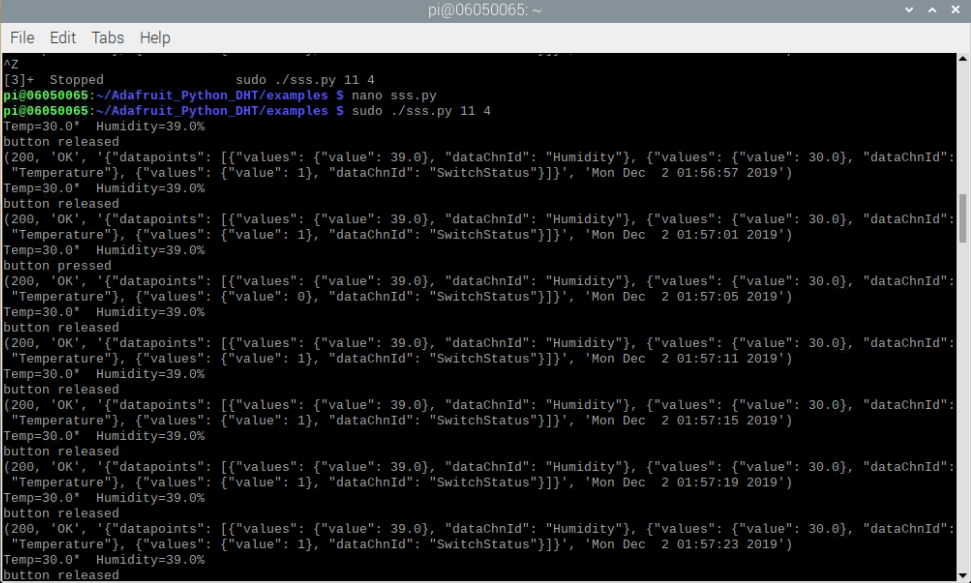 pi@06050065: ~
File Edit Tabs Help
^Z
[3]+  Stopped                 sudo ./sss.py 11 4
pi@06050065:~/Adafruit_Python_DHT/examples $ nano sss.py
pi@06050065:~/Adafruit_Python_DHT/examples $ sudo ./sss.py 11 4
Temp=30.0*  Humidity=39.0%
button released
(200, 'OK', '{"datapoints": [{"values": {"value": 39.0}, "dataChnId": "Humidity"}, {"values": {"value": 30.0}, "dataChnId":
 "Temperature"}, {"values": {"value": 1}, "dataChnId": "SwitchStatus"}]}', 'Mon Dec  2 01:56:57 2019')
Temp=30.0*  Humidity=39.0%
button released
(200, 'OK', '{"datapoints": [{"values": {"value": 39.0}, "dataChnId": "Humidity"}, {"values": {"value": 30.0}, "dataChnId":
 "Temperature"}, {"values": {"value": 1}, "dataChnId": "SwitchStatus"}]}', 'Mon Dec  2 01:57:01 2019')
Temp=30.0*  Humidity=39.0%
button pressed
(200, 'OK', '{"datapoints": [{"values": {"value": 39.0}, "dataChnId": "Humidity"}, {"values": {"value": 30.0}, "dataChnId":
 "Temperature"}, {"values": {"value": 0}, "dataChnId": "SwitchStatus"}]}', 'Mon Dec  2 01:57:05 2019')
Temp=30.0*  Humidity=39.0%
button released
(200, 'OK', '{"datapoints": [{"values": {"value": 39.0}, "dataChnId": "Humidity"}, {"values": {"value": 30.0}, "dataChnId":
 "Temperature"}, {"values": {"value": 1}, "dataChnId": "SwitchStatus"}]}', 'Mon Dec  2 01:57:11 2019')
Temp=30.0*  Humidity=39.0%
button released
(200, 'OK', '{"datapoints": [{"values": {"value": 39.0}, "dataChnId": "Humidity"}, {"values": {"value": 30.0}, "dataChnId":
 "Temperature"}, {"values": {"value": 1}, "dataChnId": "SwitchStatus"}]}', 'Mon Dec  2 01:57:15 2019')
Temp=30.0*  Humidity=39.0%
button released
(200, 'OK', '{"datapoints": [{"values": {"value": 39.0}, "dataChnId": "Humidity"}, {"values": {"value": 30.0}, "dataChnId":
 "Temperature"}, {"values": {"value": 1}, "dataChnId": "SwitchStatus"}]}', 'Mon Dec  2 01:57:19 2019')
Temp=30.0*  Humidity=39.0%
button released
(200, 'OK', '{"datapoints": [{"values": {"value": 39.0}, "dataChnId": "Humidity"}, {"values": {"value": 30.0}, "dataChnId":
 "Temperature"}, {"values": {"value": 1}, "dataChnId": "SwitchStatus"}]}', 'Mon Dec  2 01:57:23 2019')
Temp=30.0*  Humidity=39.0%
button released